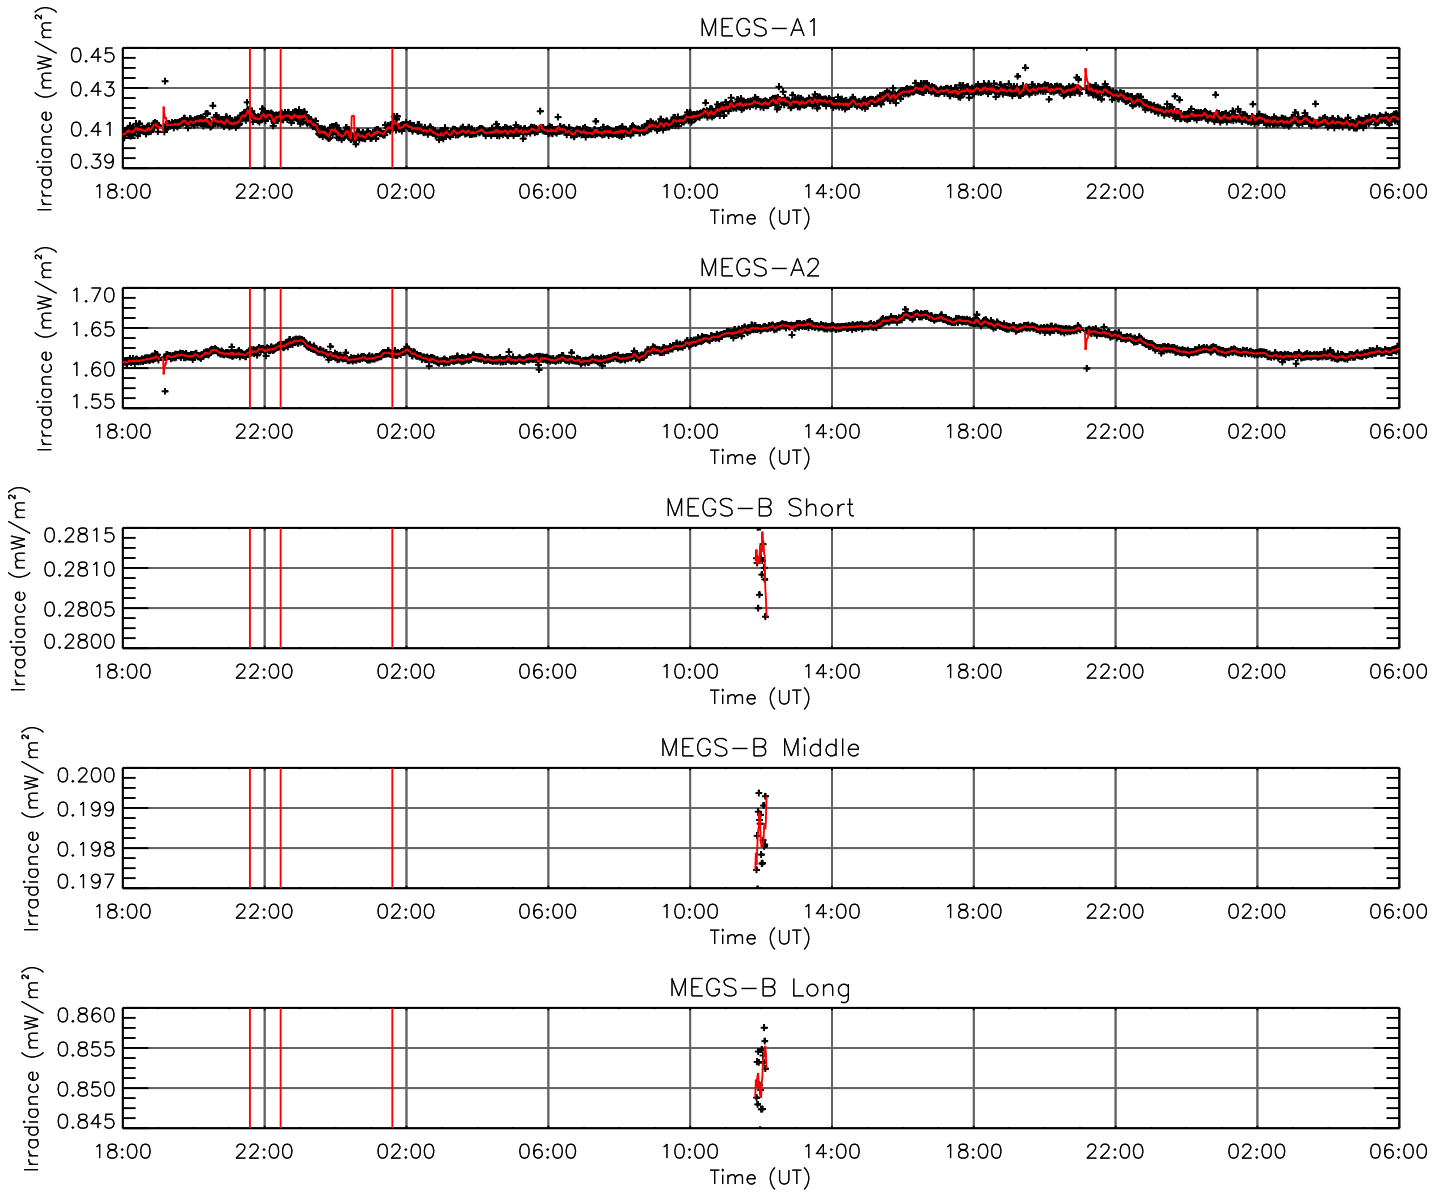 MEGS-A1
Irradiance (mW/m²)
0.45
0.43
0.41
0.39
18:00 22:00 02:00 06:00 10:00 14:00 18:00 22:00 02:00 06:00
Time (UT)
MEGS-A2
Irradiance (mW/m²)
1.70
1.65
1.60
1.55
18:00 22:00 02:00 06:00 10:00 14:00 18:00 22:00 02:00 06:00
Time (UT)
MEGS-B Short
Irradiance (mW/m²)
0.2815
0.2810
0.2805
0.2800
18:00 22:00 02:00 06:00 10:00 14:00 18:00 22:00 02:00 06:00
Time (UT)
MEGS-B Middle
Irradiance (mW/m²)
0.200
0.199
0.198
0.197
18:00 22:00 02:00 06:00 10:00 14:00 18:00 22:00 02:00 06:00
Time (UT)
MEGS-B Long
Irradiance (mW/m²)
0.860
0.855
0.850
0.845
18:00 22:00 02:00 06:00 10:00 14:00 18:00 22:00 02:00 06:00
Time (UT)